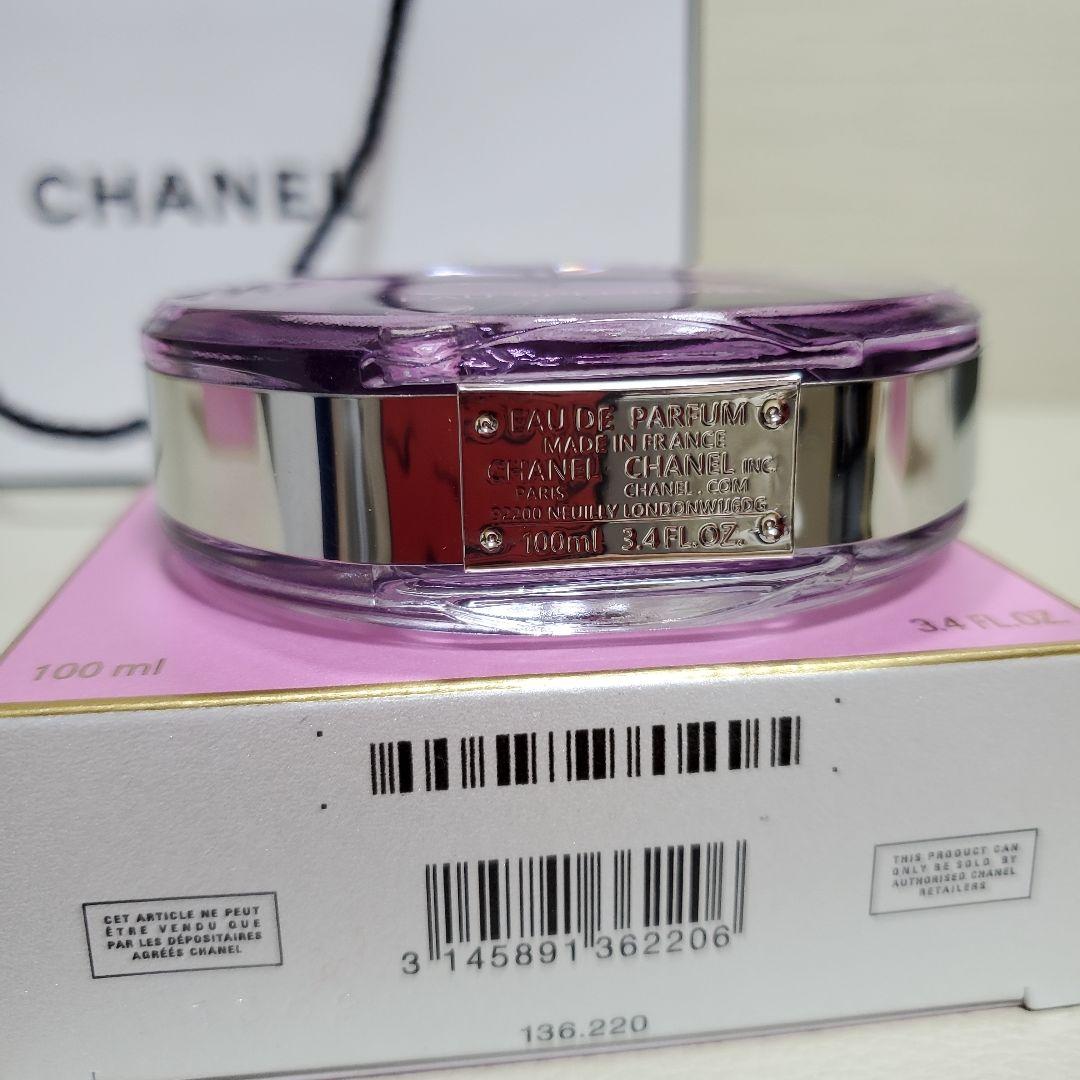 CHANEL
EAU DE PARFUM
MADE IN FRANCE
CHANEL CHANEL INC.
PARIS CHANEL.COM
92200 NEUILLY LONDONW1J6DG
100ml 3.4FL.OZ.
100 ml
3.4 FL.OZ.
CET ARTICLE NE PEUT
ÊTRE VENDU QUE
PAR LES DÉPOSITAIRES
AGRÉÉS CHANEL
THIS PRODUCT CAN
ONLY BE SOLD BY
AUTHORISED CHANEL
RETAILERS
3 145891 362206
136.220